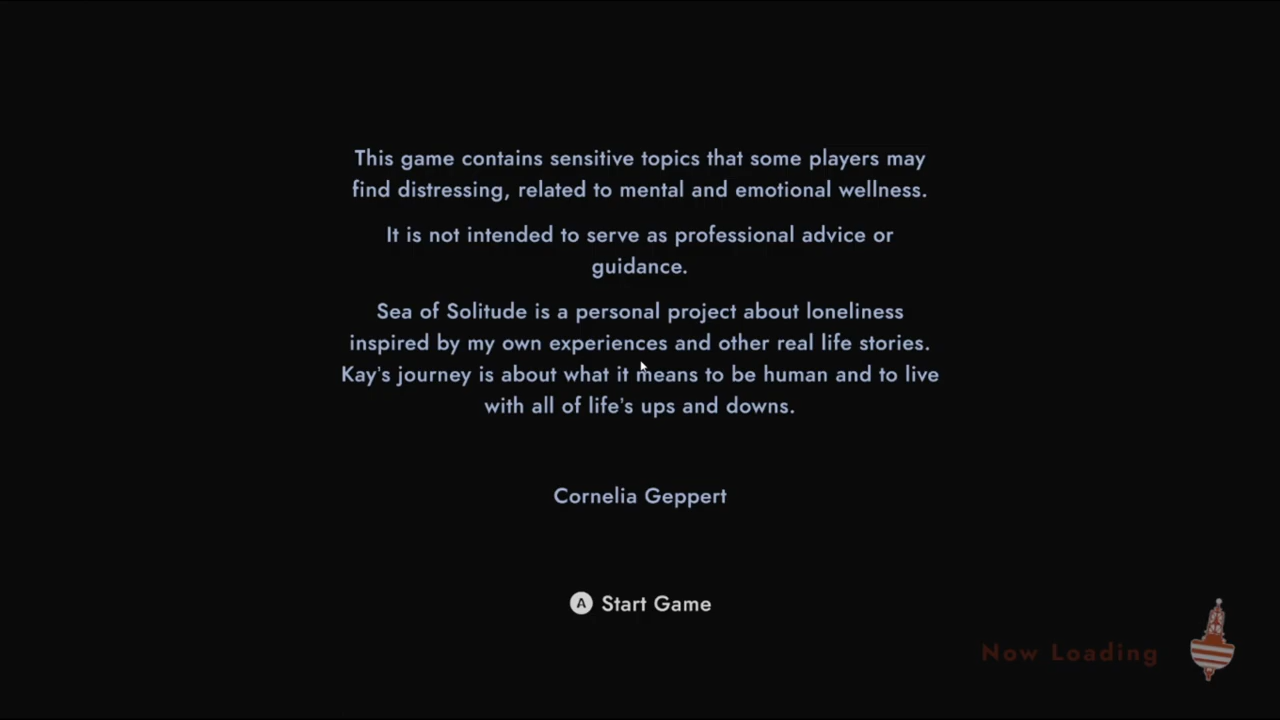 This game contains sensitive topics that some players may
find distressing, related to mental and emotional wellness.
It is not intended to serve as professional advice or
guidance.
Sea of Solitude is a personal project about loneliness
inspired by my own experiences and other real life stories.
Kay's journey is about what it means to be human and to live
with all of life's ups and downs.
Cornelia Geppert
A Start Game
Now Loading